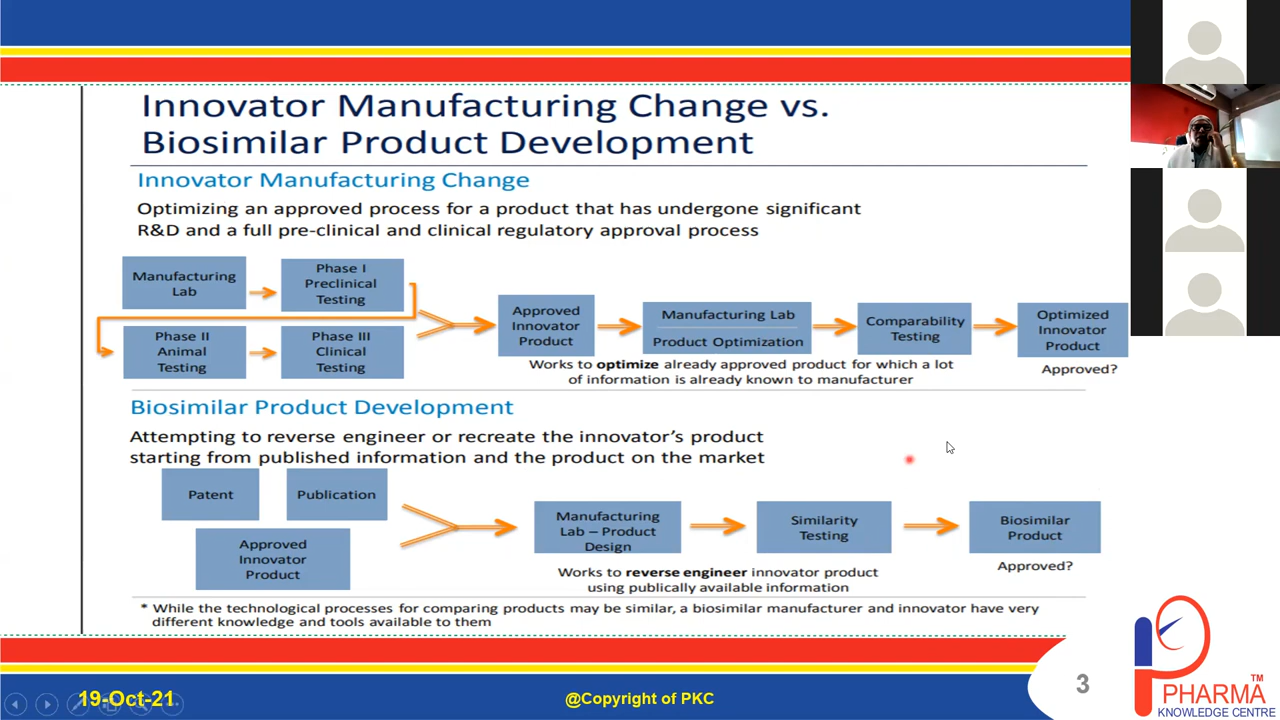 Innovator Manufacturing Change vs.
Biosimilar Product Development
Innovator Manufacturing Change
Optimizing an approved process for a product that has undergone significant
R&D and a full pre-clinical and clinical regulatory approval process
Manufacturing
Lab
Phase I
Preclinical
Testing
Phase II
Animal
Testing
Phase III
Clinical
Testing
Approved
Innovator
Product
Manufacturing Lab
Product Optimization
Comparability
Testing
Optimized
Innovator
Product
Works to optimize already approved product for which a lot
of information is already known to manufacturer
Approved?
Biosimilar Product Development
Attempting to reverse engineer or recreate the innovator’s product
starting from published information and the product on the market
Patent
Publication
Approved
Innovator
Product
Manufacturing
Lab – Product
Design
Similarity
Testing
Biosimilar
Product
Works to reverse engineer innovator product
using publically available information
Approved?
* While the technological processes for comparing products may be similar, a biosimilar manufacturer and innovator have very
different knowledge and tools available to them
19-Oct-21
@Copyright of PKC
3
PHARMA™
KNOWLEDGE CENTRE